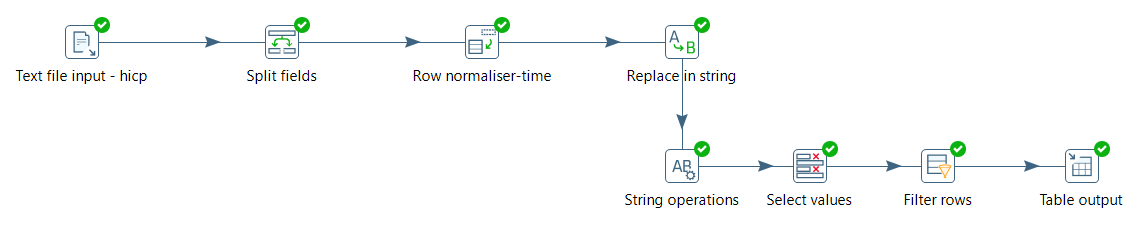 Text file input - hicp
Split fields
Row normaliser-time
A
B
Replace in string
AB
String operations
Select values
Filter rows
Table output